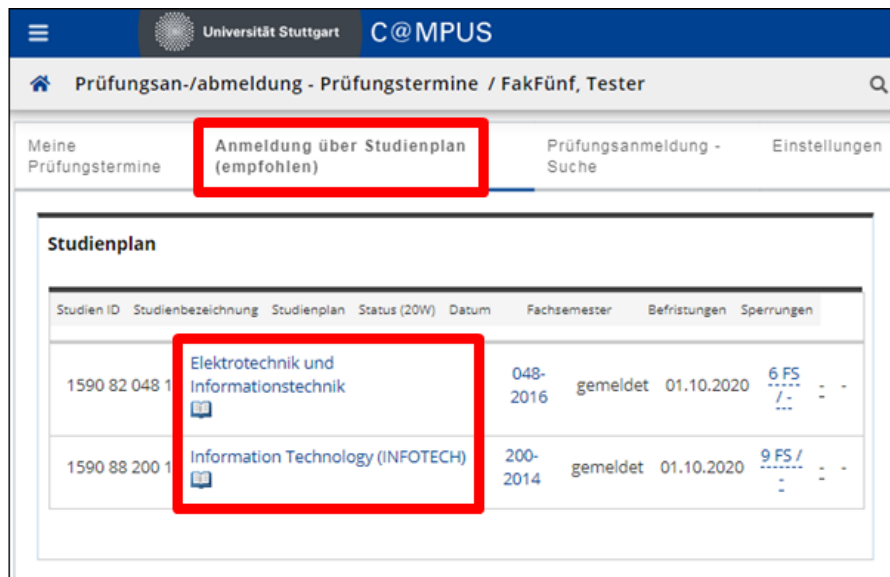 Universität Stuttgart C@MPUS
Prüfungsan-/abmeldung - Prüfungstermine / FakFünf, Tester
Meine Prüfungstermine
Anmeldung über Studienplan
(empfohlen)
Prüfungsanmeldung -
Suche
Einstellungen
Studienplan
Studien ID Studienbezeichnung Studienplan Status (20W) Datum Fachsemester Befristungen Sperrungen
1590 82 048 1
Elektrotechnik und
Informationstechnik
048-
2016
gemeldet 01.10.2020
6 FS
/ -
- -
1590 88 200 1
Information Technology (INFOTECH)
200-
2014
gemeldet 01.10.2020
9 FS /
-
- -